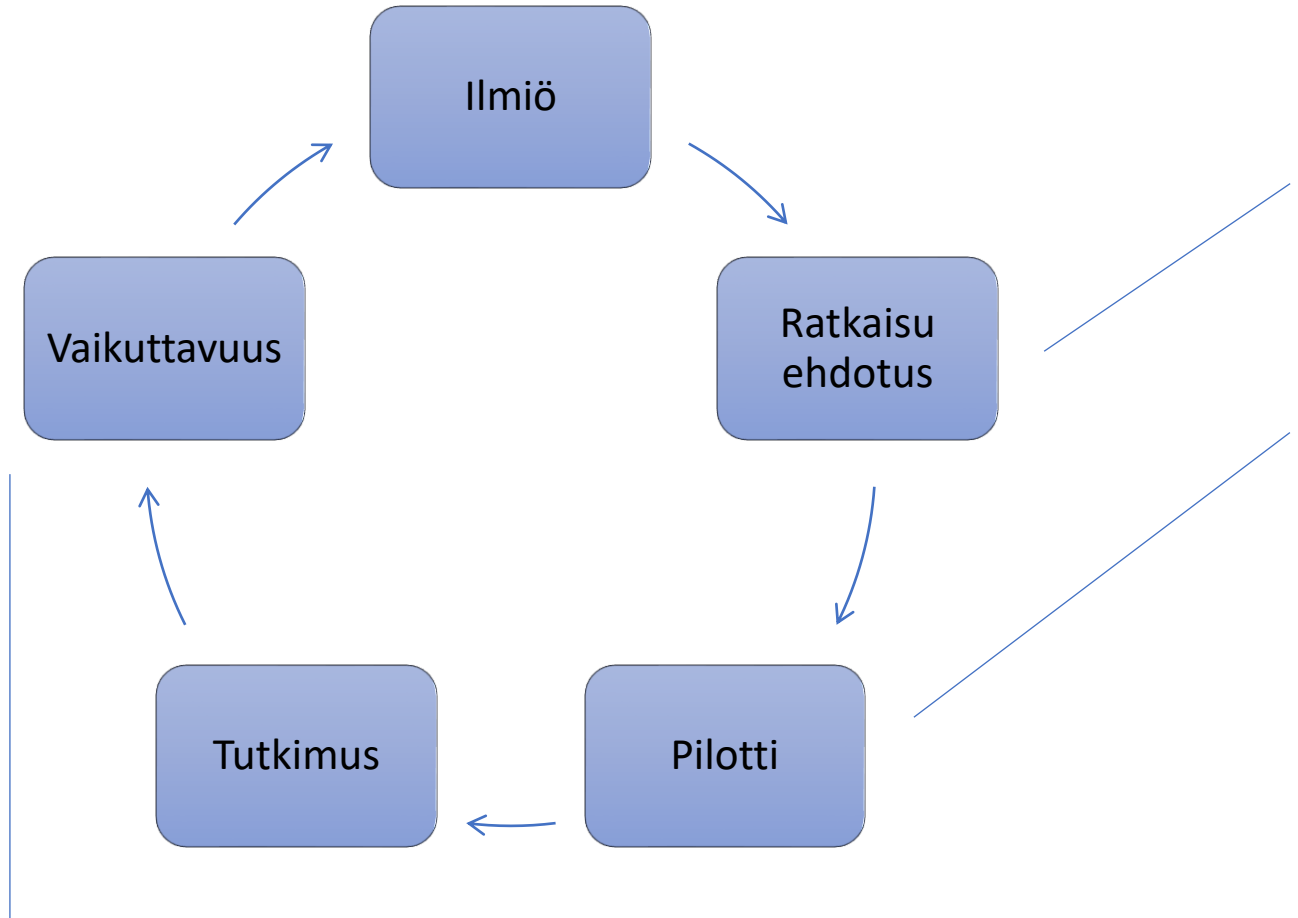 Ilmiö
Ratkaisu
ehdotus
Pilotti
Tutkimus
Vaikuttavuus